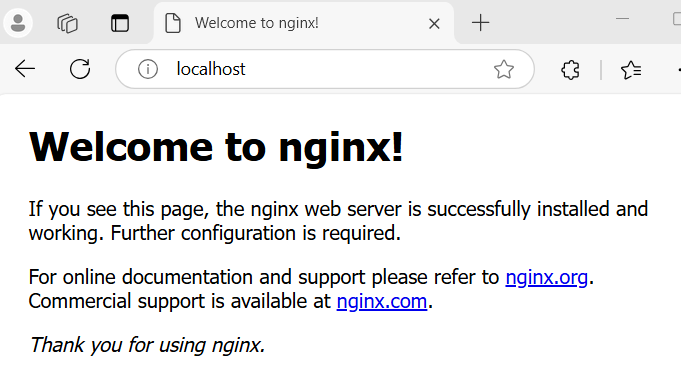 Welcome to nginx!
localhost
Welcome to nginx!
If you see this page, the nginx web server is successfully installed and
working. Further configuration is required.
For online documentation and support please refer to nginx.org.
Commercial support is available at nginx.com.
Thank you for using nginx.